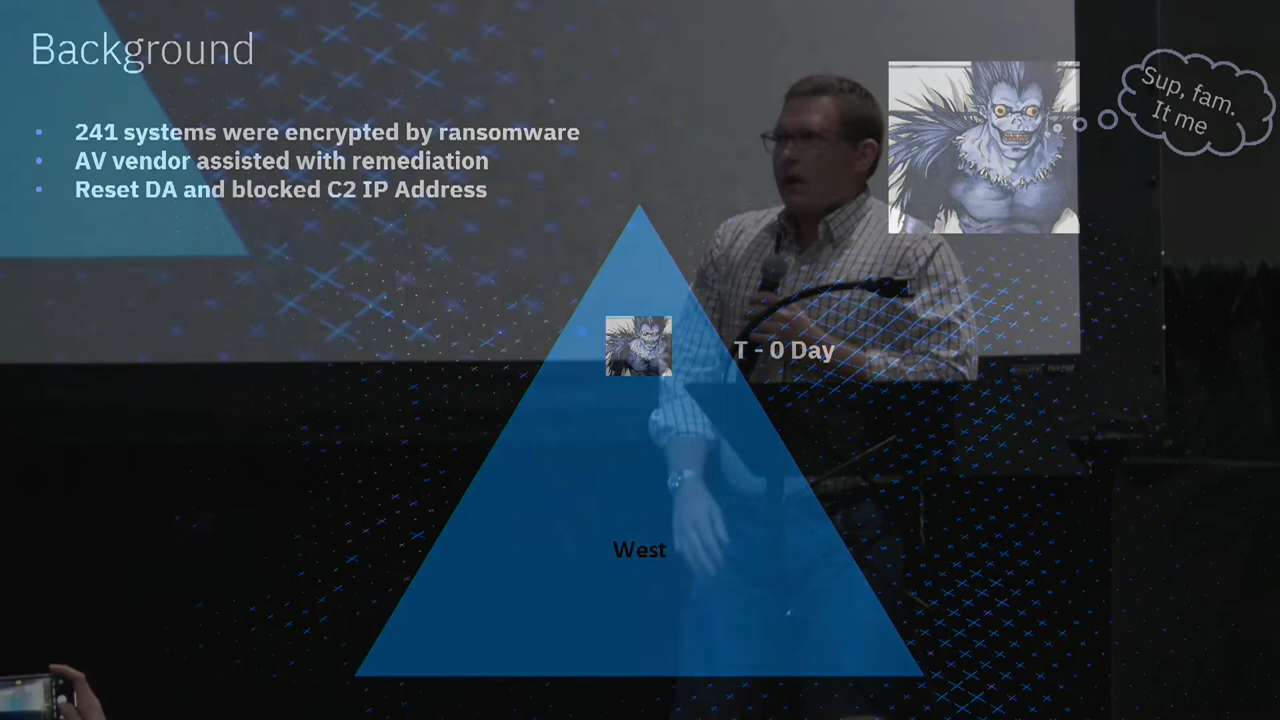 Background
241 systems were encrypted by ransomware
AV vendor assisted with remediation
Reset DA and blocked C2 IP Address
Sup, fam.
It me
T - 0 Day
West